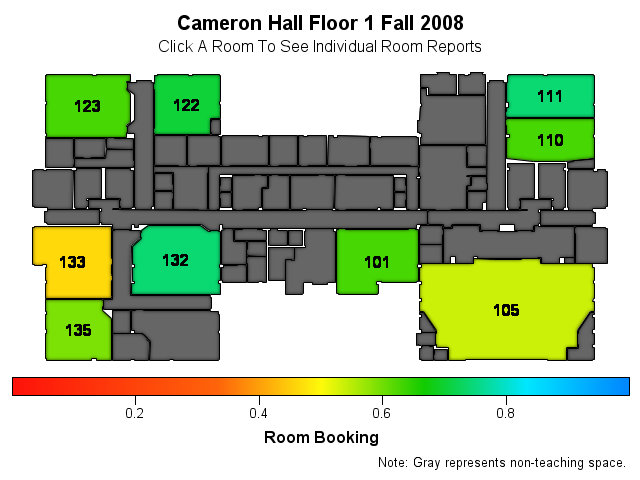 Cameron Hall Floor 1 Fall 2008
Click A Room To See Individual Room Reports
123
122
111
110
133
132
101
105
135
0.2 0.4 0.6 0.8
Room Booking
Note: Gray represents non-teaching space.